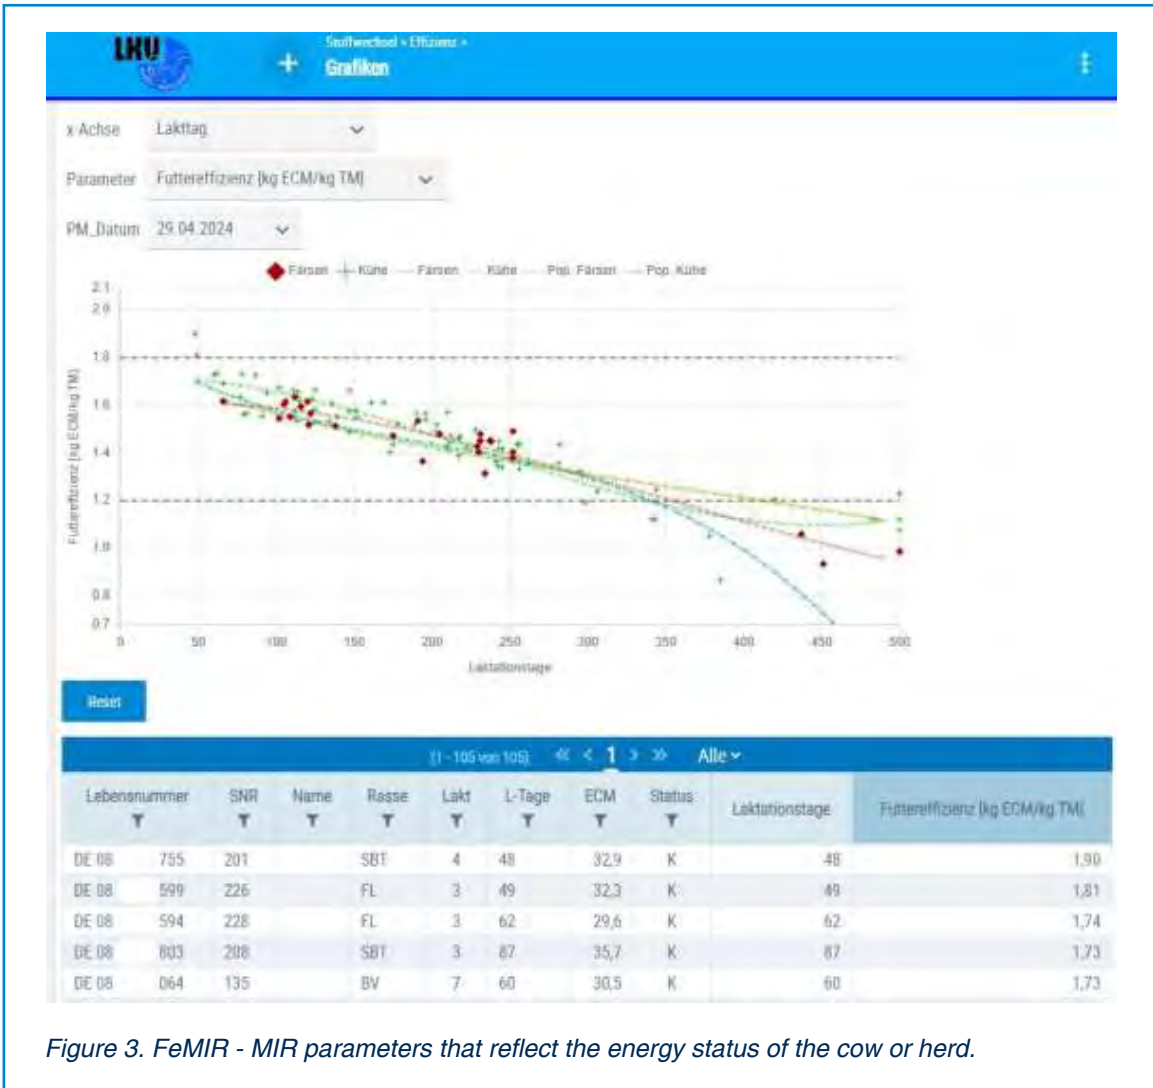 LKV
Stoffwechsel » Effizienz »
Grafiken
x Achse Lakttag
Parameter Futtereffizienz [kg ECM/kg TM]
PM_Datum 29.04.2024
Färsen Kühe Färsen Kühe Pop. Färsen Pop. Kühe
2.1
2.0
1.8
1.6
1.4
1.2
1.0
0.8
0.7
Futtereffizienz [kg ECM/kg TM]
0 50 100 150 200 250 300 350 400 450 500
Laktationstage
Reset
(1 - 105 von 105) 1 Alle
Lebensnummer SNR Name Rasse Lakt L-Tage ECM Status Laktationstage Futtereffizienz [kg ECM/kg TM]
DE 08 755 201 SBT 4 48 32,9 K 48 1,90
DE 08 599 226 FL 3 49 32,3 K 49 1,81
DE 08 594 228 FL 3 62 29,6 K 62 1,74
DE 08 803 208 SBT 3 87 35,7 K 87 1,73
DE 08 064 135 BV 7 60 30,5 K 60 1,73
Figure 3. FeMIR - MIR parameters that reflect the energy status of the cow or herd.